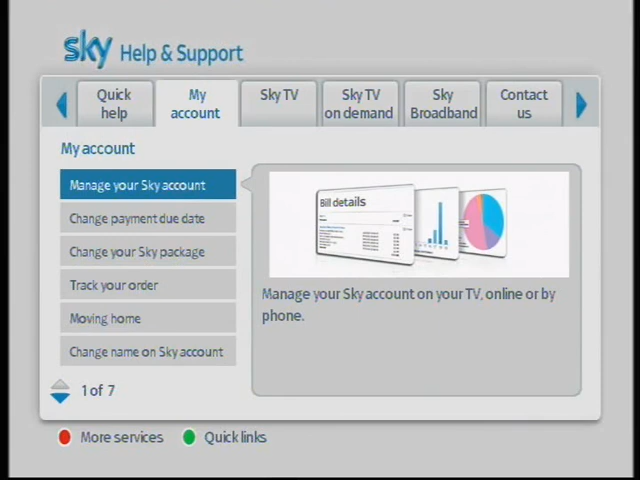 sky Help & Support
Quick
help
My
account
Sky TV
Sky TV
on demand
Sky
Broadband
Contact
us
My account
Manage your Sky account
Change payment due date
Change your Sky package
Track your order
Moving home
Change name on Sky account
Bill details
Manage your Sky account on your TV, online or by
phone.
1 of 7
More services
Quick links